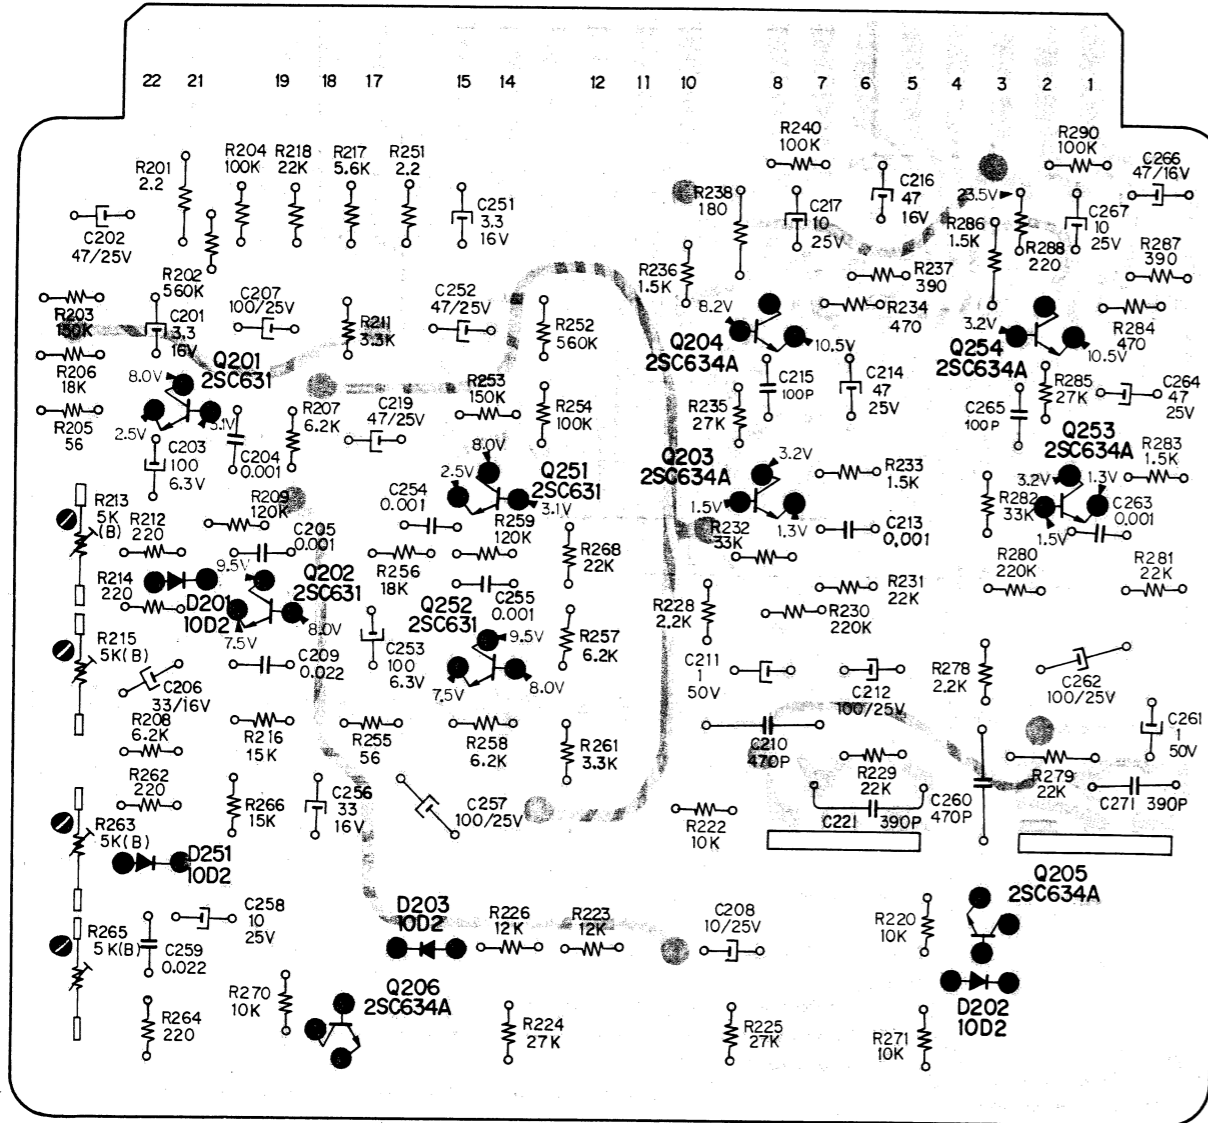 22 21 19 18 17 15 14 12 11 10 8 7 6 5 4 3 2 1
R201
2.2
R204
100K
R218
22K
R217
5.6K
R251
2.2
R240
100K
R290
100K
C266
47/16V
C202
47/25V
C251
3.3
16V
R238
180
C217
10
25V
C216
47
16V
23.5V
R286
1.5K
R288
220
C267
10
25V
R287
390
R202
560K
R236
1.5K
R237
390
R203
150K
C201
3.3
16V
C207
100/25V
R211
3.3K
C252
47/25V
R252
560K
8.2V
R234
470
3.2V
R284
470
Q204
2SC634A
10.5V
Q254
2SC634A
10.5V
R206
18K
Q201
2SC631
8.0V
R253
150K
C215
100P
C214
47
25V
R285
27K
C264
47
25V
R205
56
2.5V
3.1V
R207
6.2K
C219
47/25V
R254
100K
R235
27K
C265
100P
Q253
2SC634A
C203
100
6.3V
C204
0.001
8.0V
2.5V
Q251
2SC631
3.1V
Q203
2SC634A
3.2V
1.5V
1.3V
R233
1.5K
3.2V
1.3V
1.5V
R283
1.5K
R213
5K
(B)
R212
220
R209
120K
C254
0.001
R259
120K
R282
33K
C263
0.001
C205
0.001
R232
33K
C213
0.001
R268
22K
R214
220
9.5V
Q202
2SC631
R256
18K
C255
0.001
R280
220K
R281
22K
D201
10D2
7.5V
8.0V
Q252
2SC631
9.5V
R228
2.2K
R231
22K
R230
220K
R215
5K(B)
C209
0.022
C253
100
6.3V
7.5V
8.0V
R257
6.2K
C211
1
50V
R278
2.2K
C206
33/16V
C212
100/25V
C262
100/25V
R208
6.2K
R216
15K
R255
56
R258
6.2K
R261
3.3K
C210
470P
C261
1
50V
R262
220
R229
22K
R279
22K
R263
5K(B)
R266
15K
C256
33
16V
C257
100/25V
R222
10K
C221 390P
C260
470P
C271 390P
D251
10D2
Q205
2SC634A
C258
10
25V
D203
10D2
R226
12K
R223
12K
C208
10/25V
R220
10K
R265
5K(B)
C259
0.022
Q206
2SC634A
D202
10D2
R270
10K
R264
220
R224
27K
R225
27K
R271
10K